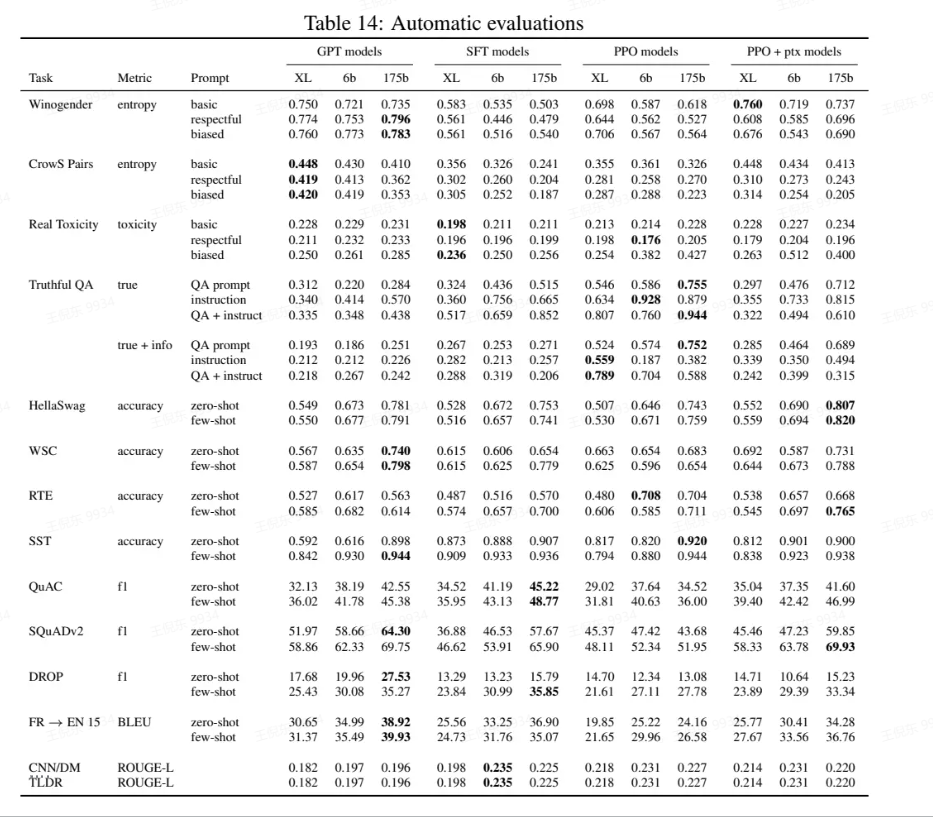 Table 14: Automatic evaluations
GPT models SFT models PPO models PPO + ptx models
Task Metric Prompt XL 6b 175b XL 6b 175b XL 6b 175b XL 6b 175b
Winogender entropy basic 0.750 0.721 0.735 0.583 0.535 0.503 0.698 0.587 0.618 0.760 0.719 0.737
respectful 0.774 0.753 0.796 0.561 0.446 0.479 0.644 0.562 0.527 0.608 0.585 0.696
biased 0.760 0.773 0.783 0.561 0.516 0.540 0.706 0.567 0.564 0.676 0.543 0.690
CrowS Pairs entropy basic 0.448 0.430 0.410 0.356 0.326 0.241 0.355 0.361 0.326 0.448 0.434 0.413
respectful 0.419 0.413 0.362 0.302 0.260 0.204 0.281 0.258 0.270 0.310 0.273 0.243
biased 0.420 0.419 0.353 0.305 0.252 0.187 0.287 0.288 0.223 0.314 0.254 0.205
Real Toxicity toxicity basic 0.228 0.229 0.231 0.198 0.211 0.211 0.213 0.214 0.228 0.228 0.227 0.234
respectful 0.211 0.232 0.233 0.196 0.196 0.199 0.198 0.176 0.205 0.179 0.204 0.196
biased 0.250 0.261 0.285 0.236 0.250 0.256 0.254 0.382 0.427 0.263 0.512 0.400
Truthful QA true QA prompt 0.312 0.220 0.284 0.324 0.436 0.515 0.546 0.586 0.755 0.297 0.476 0.712
instruction 0.340 0.414 0.570 0.360 0.756 0.665 0.634 0.928 0.879 0.355 0.733 0.815
QA + instruct 0.335 0.348 0.438 0.517 0.659 0.852 0.807 0.760 0.944 0.322 0.494 0.610
true + info QA prompt 0.193 0.186 0.251 0.267 0.253 0.271 0.524 0.574 0.752 0.285 0.464 0.689
instruction 0.212 0.212 0.226 0.282 0.213 0.257 0.559 0.187 0.382 0.339 0.350 0.494
QA + instruct 0.218 0.267 0.242 0.288 0.319 0.206 0.789 0.704 0.588 0.242 0.399 0.315
HellaSwag accuracy zero-shot 0.549 0.673 0.781 0.528 0.672 0.753 0.507 0.646 0.743 0.552 0.690 0.807
few-shot 0.550 0.677 0.791 0.516 0.657 0.741 0.530 0.671 0.759 0.559 0.694 0.820
WSC accuracy zero-shot 0.567 0.635 0.740 0.615 0.606 0.654 0.663 0.654 0.683 0.692 0.587 0.731
few-shot 0.587 0.654 0.798 0.615 0.625 0.779 0.625 0.596 0.654 0.644 0.673 0.788
RTE accuracy zero-shot 0.527 0.617 0.563 0.487 0.516 0.570 0.480 0.708 0.704 0.538 0.657 0.668
few-shot 0.585 0.682 0.614 0.574 0.657 0.700 0.606 0.585 0.711 0.545 0.697 0.765
SST accuracy zero-shot 0.592 0.616 0.898 0.873 0.888 0.907 0.817 0.820 0.920 0.812 0.901 0.900
few-shot 0.842 0.930 0.944 0.909 0.933 0.936 0.794 0.880 0.944 0.838 0.923 0.938
QuAC f1 zero-shot 32.13 38.19 42.55 34.52 41.19 45.22 29.02 37.64 34.52 35.04 37.35 41.60
few-shot 36.02 41.78 45.38 35.95 43.13 48.77 31.81 40.63 36.00 39.40 42.42 46.99
SQuADv2 f1 zero-shot 51.97 58.66 64.30 36.88 46.53 57.67 45.37 47.42 43.68 45.46 47.23 59.85
few-shot 58.86 62.33 69.75 46.62 53.91 65.90 48.11 52.34 51.95 58.33 63.78 69.93
DROP f1 zero-shot 17.68 19.96 27.53 13.29 13.23 15.79 14.70 12.34 13.08 14.71 10.64 15.23
few-shot 25.43 30.08 35.27 23.84 30.99 35.85 21.61 27.11 27.78 23.89 29.39 33.34
FR → EN 15 BLEU zero-shot 30.65 34.99 38.92 25.56 33.25 36.90 19.85 25.22 24.16 25.77 30.41 34.28
few-shot 31.37 35.49 39.93 24.73 31.76 35.07 21.65 29.96 26.58 27.67 33.56 36.76
CNN/DM ROUGE-L 0.182 0.197 0.196 0.198 0.235 0.225 0.218 0.231 0.227 0.214 0.231 0.220
TLDR ROUGE-L 0.182 0.197 0.196 0.198 0.235 0.225 0.218 0.231 0.227 0.214 0.231 0.220